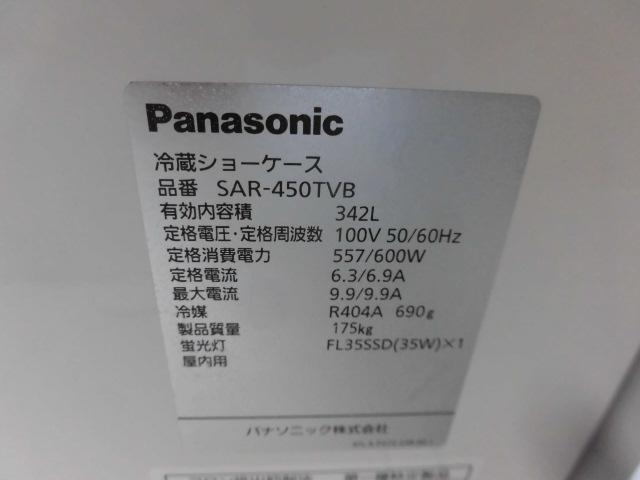 Panasonic
冷蔵ショーケース
品番 SAR-450TVB
有効内容積 342L
定格電圧・定格周波数 100V 50/60Hz
定格消費電力 557/600W
定格電流 6.3/6.9A
最大電流 9.9/9.9A
冷媒 R404A 690g
製品質量 175kg
蛍光灯 FL35SSD(35W)×1
屋内用
パナソニック株式会社